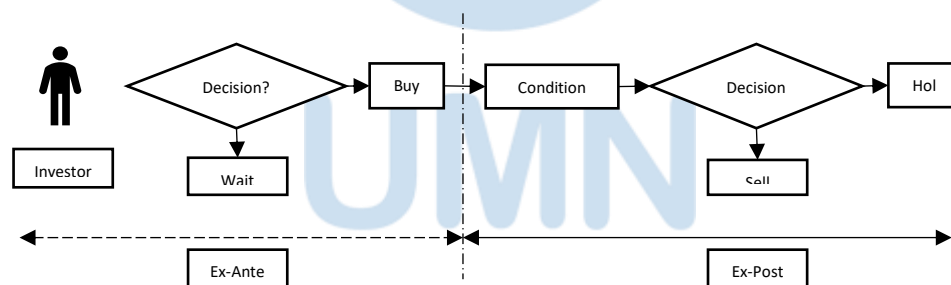 Decision?
Buy
Condition
Decision
Hol
Investor
Wait
Sell
UMN
Ex-Ante
Ex-Post